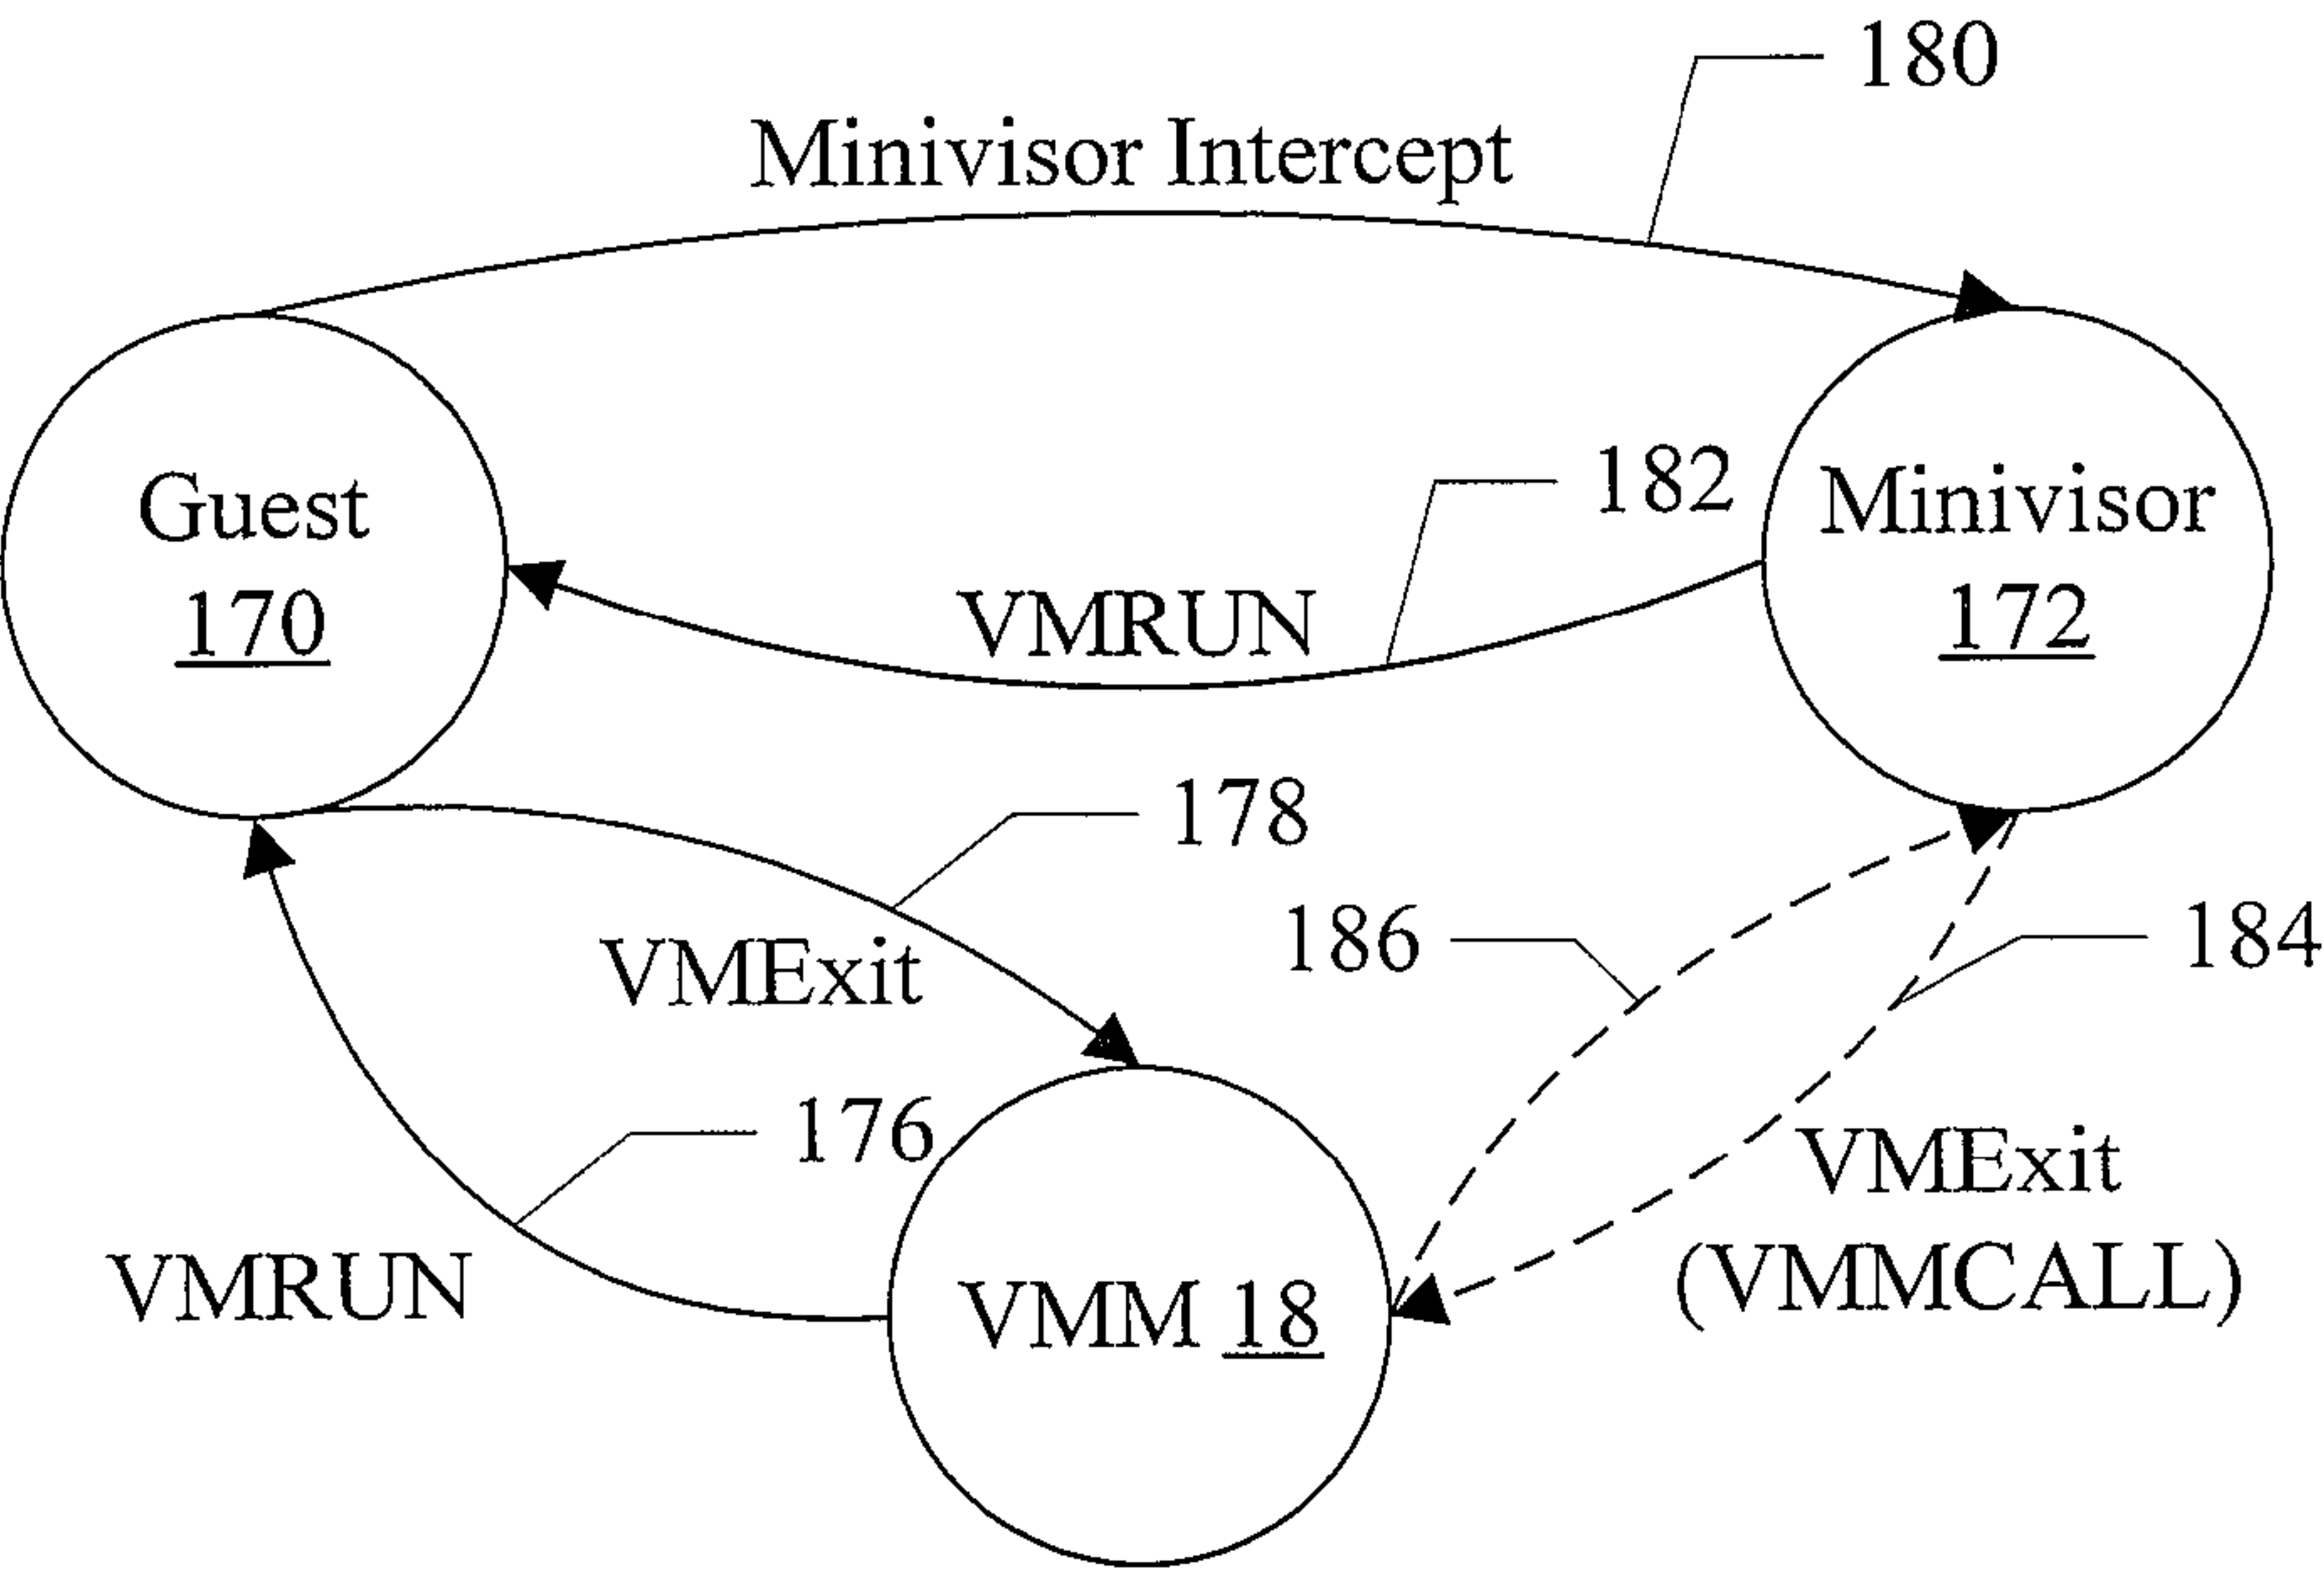 180
Minivisor Intercept
Guest
170
182
Minivisor
172
VMRUN
178
186
184
VMExit
176
VMExit
(VMMCALL)
VMRUN
VMM 18